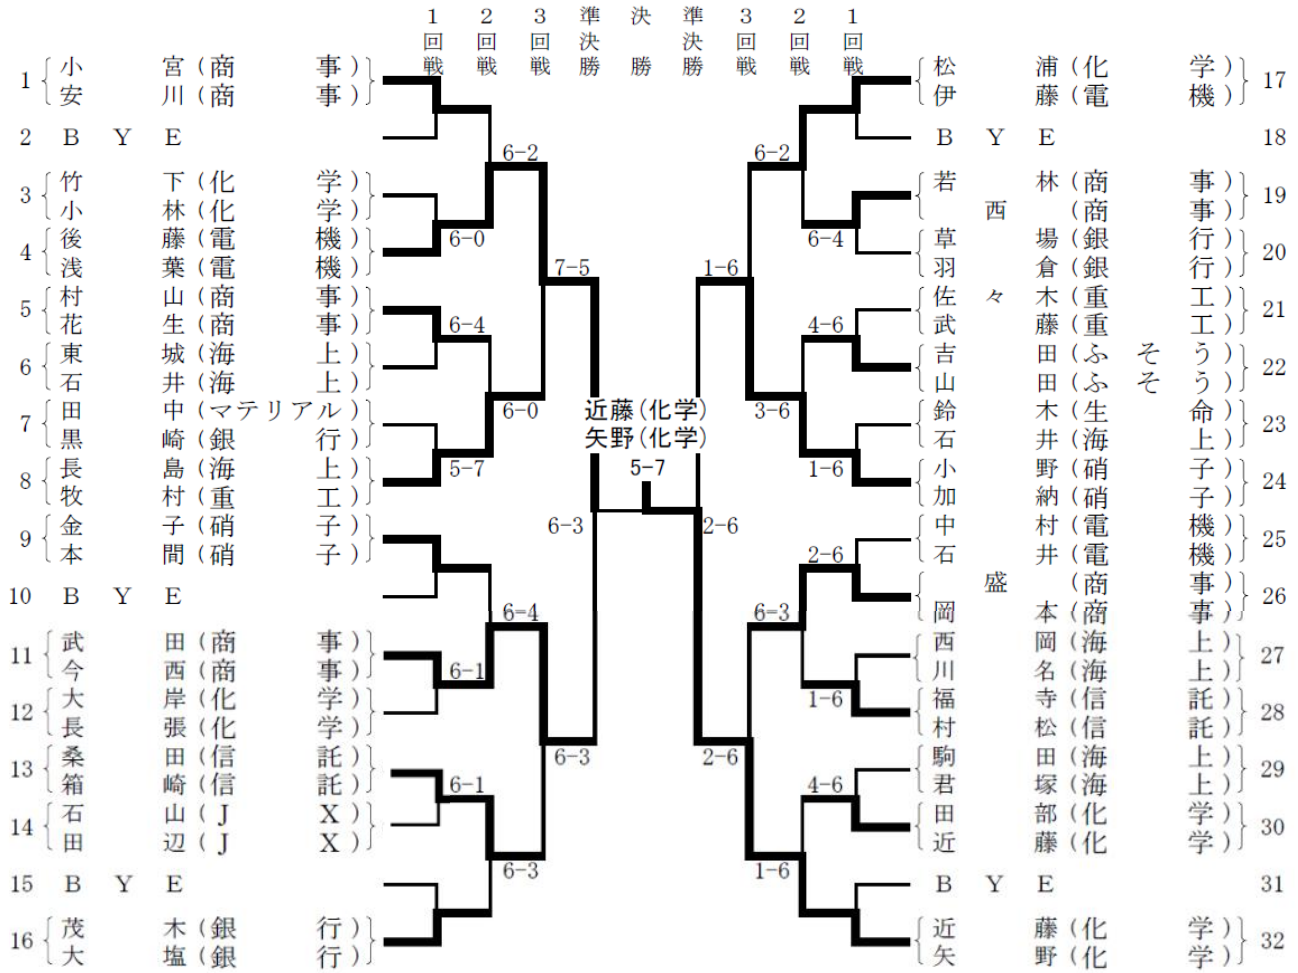 1回戦 2回戦 3回戦 準決勝 決勝 準決勝 3回戦 2回戦 1回戦
1 小宮(商事)
安川(商事)
2 BYE
3 竹下(化学)
小林(化学)
4 後藤(電機)
浅葉(電機)
5 村山(商事)
花生(商事)
6 東城(海上)
石井(海上)
7 田中(マテリアル)
黒崎(銀行)
8 長島(海上)
牧村(重工)
9 金子(硝子)
本間(硝子)
10 BYE
11 武田(商事)
今西(商事)
12 大岸(化学)
長張(化学)
13 桑田(信託)
箱崎(信託)
14 石山(JX)
田辺(JX)
15 BYE
16 茂木(銀行)
大塩(銀行)
6-2
6-0
7-5
6-4
6-0
5-7
6-3
6-4
6-1
6-3
6-1
6-3
近藤(化学)
矢野(化学)
5-7
6-2
6-4
1-6
4-6
3-6
1-6
2-6
2-6
6-3
1-6
2-6
4-6
1-6
松浦(化学) 17
伊藤(電機)
BYE 18
若林(商事) 19
西(商事)
草場(銀行) 20
羽倉(銀行)
佐々木(重工) 21
武藤(重工)
吉田(ふそう) 22
山田(ふそう)
鈴木(生命) 23
石井(海上)
小野(硝子) 24
加納(硝子)
中村(電機) 25
石井(電機)
盛(商事) 26
岡本(商事)
西岡(海上) 27
川名(海上)
福寺(信託) 28
村松(信託)
駒田(海上) 29
君塚(海上)
田部(化学) 30
近藤(化学)
BYE 31
近藤(化学) 32
矢野(化学)